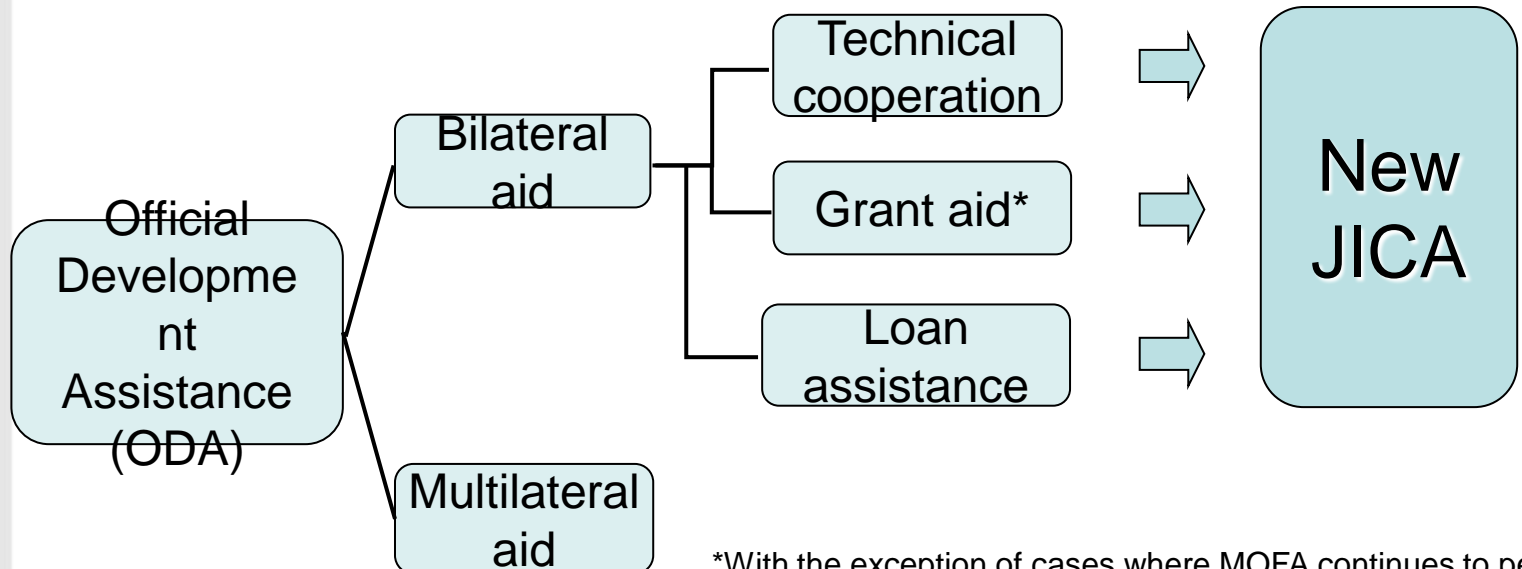 Official
Developme
nt
Assistance
(ODA)
Bilateral
aid
Multilateral
aid
Technical
cooperation
Grant aid*
Loan
assistance
New
JICA
*With the exception of cases where MOFA continues to pe